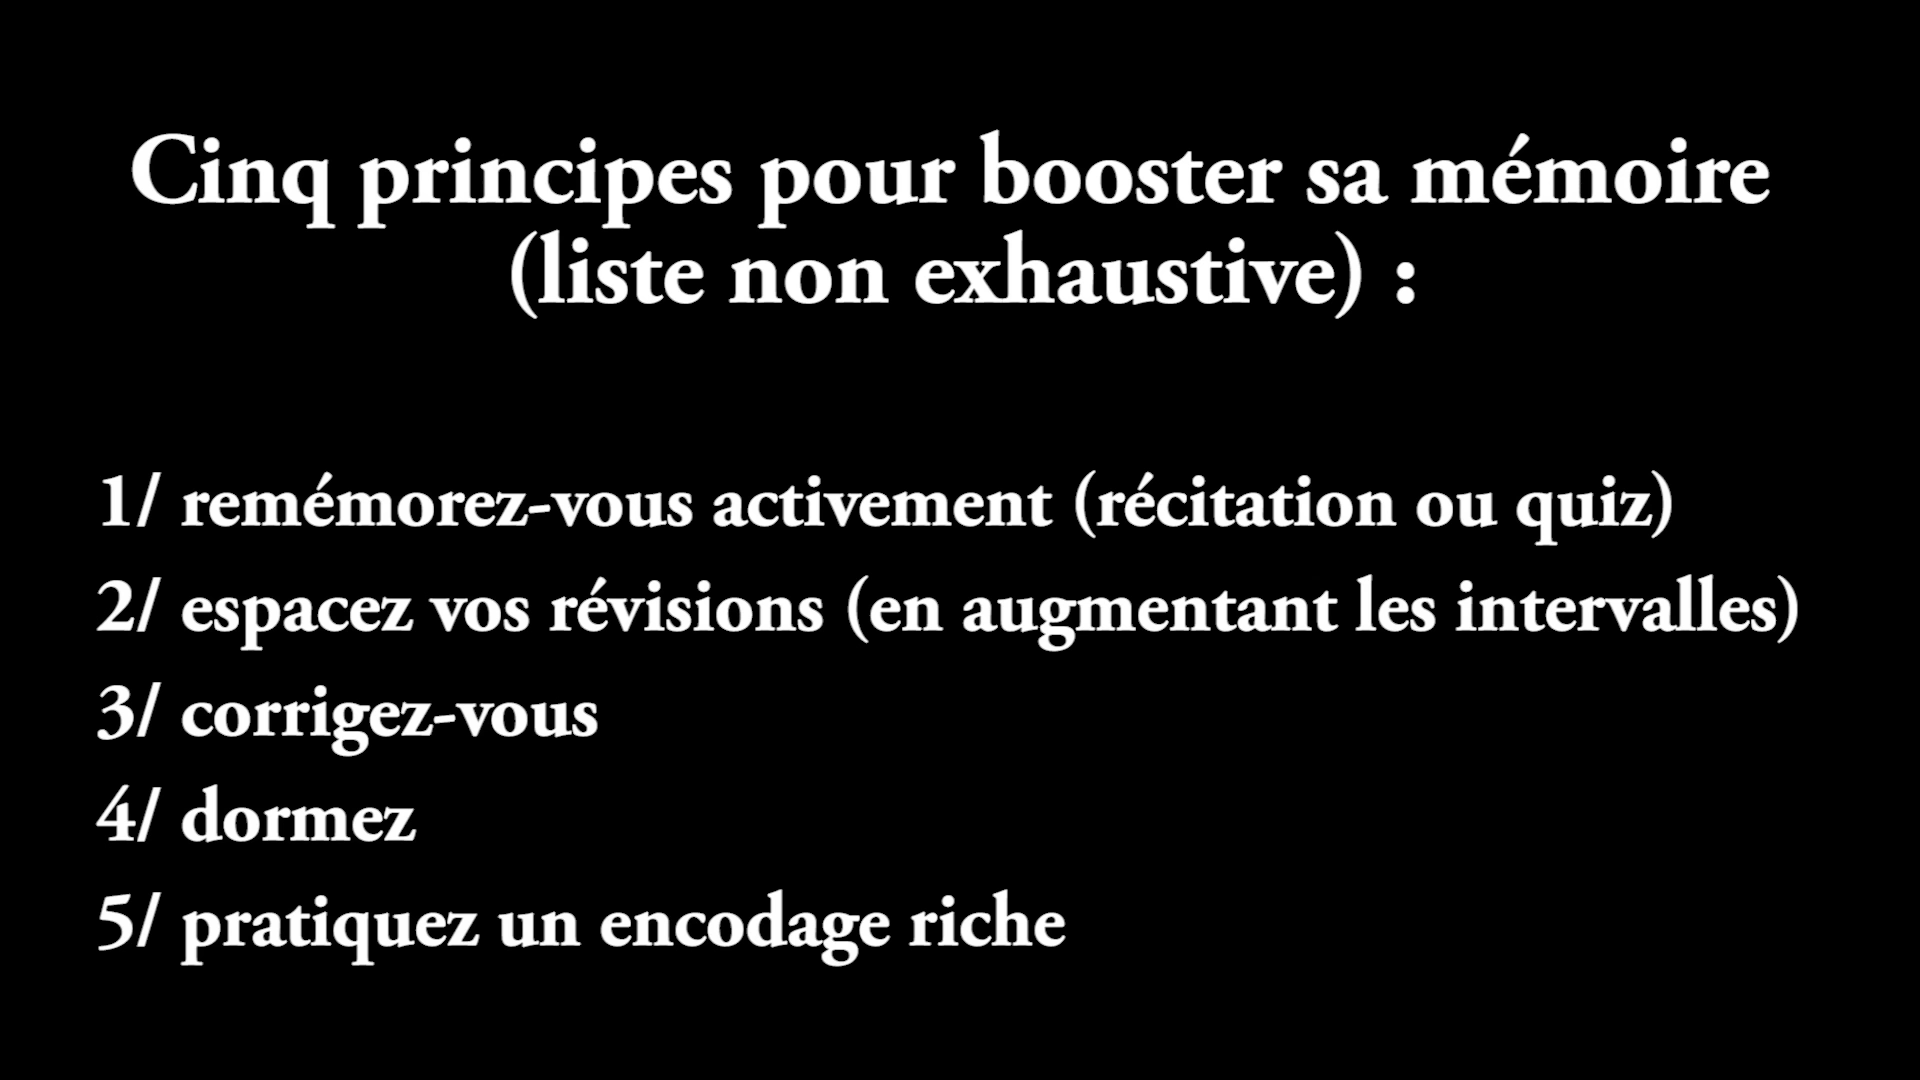 Cinq principes pour booster sa mémoire
(liste non exhaustive) :
1/ remémorez-vous activement (récitation ou quiz)
2/ espacez vos révisions (en augmentant les intervalles)
3/ corrigez-vous
4/ dormez
5/ pratiquez un encodage riche